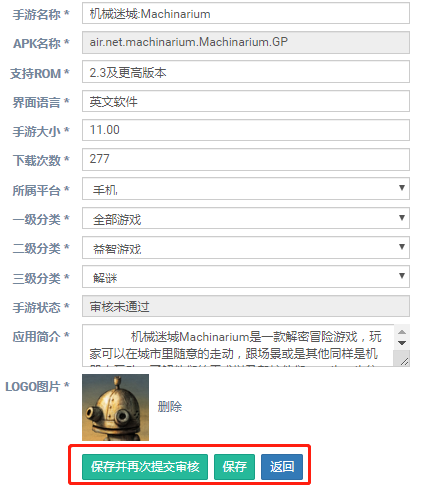 手游名称 * 机械迷城:Machinarium
APK名称 * air.net.machinarium.Machinarium.GP
支持ROM * 2.3及更高版本
界面语言 * 英文软件
手游大小 * 11.00
下载次数 * 277
所属平台 * 手机
一级分类 * 全部游戏
二级分类 * 益智游戏
三级分类 * 解谜
手游状态 * 审核未通过
应用简介 * 机械迷城Machinarium是一款解密冒险游戏，玩
家可以在城市里随意的走动，跟场景或是其他同样是机
LOGO图片 * 删除
保存并再次提交审核 保存 返回